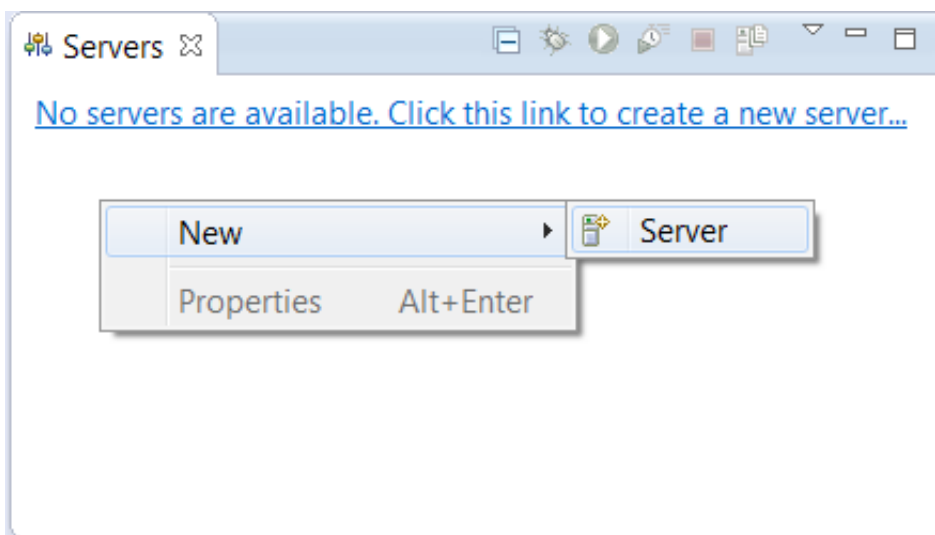 Servers
No servers are available. Click this link to create a new server...
New Server
Properties Alt+Enter